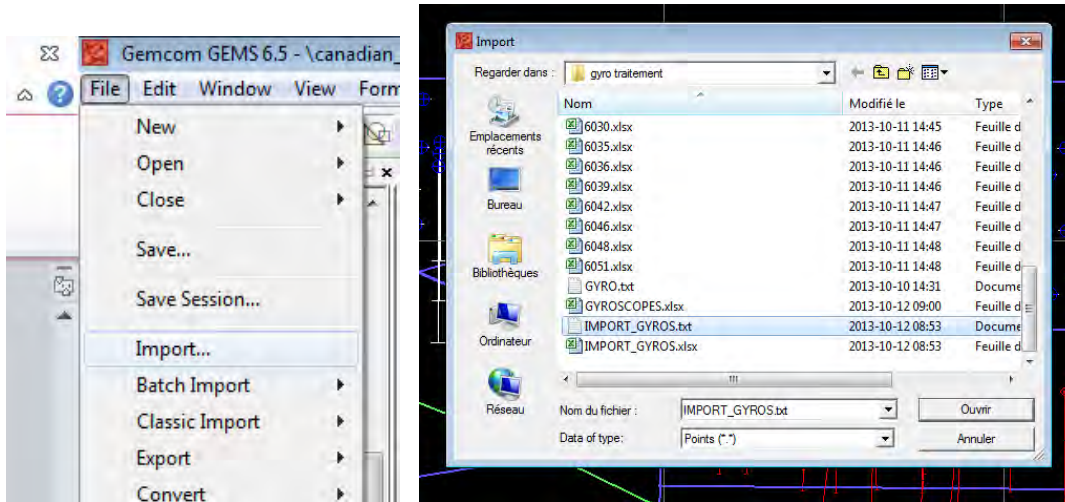 Gemcom GEMS 6.5 - \canadian_
File Edit Window View Form
New
Open
Close
Save...
Save Session...
Import...
Batch Import
Classic Import
Export
Convert
Import
Regarder dans : gyro traitement
Nom Modifié le Type
6030.xlsx 2013-10-11 14:45 Feuille d
6035.xlsx 2013-10-11 14:46 Feuille d
6036.xlsx 2013-10-11 14:46 Feuille d
6039.xlsx 2013-10-11 14:46 Feuille d
6042.xlsx 2013-10-11 14:47 Feuille d
6046.xlsx 2013-10-11 14:47 Feuille d
6048.xlsx 2013-10-11 14:48 Feuille d
6051.xlsx 2013-10-11 14:48 Feuille d
GYRO.txt 2013-10-10 14:31 Docume
GYROSCOPES.xlsx 2013-10-12 09:00 Feuille d
IMPORT_GYROS.txt 2013-10-12 08:53 Docume
IMPORT_GYROS.xlsx 2013-10-12 08:53 Feuille d
Emplacements
récents
Bureau
Bibliothèques
Ordinateur
Réseau
Nom du fichier : IMPORT_GYROS.txt Ouvrir
Data of type: Points (*.*) Annuler